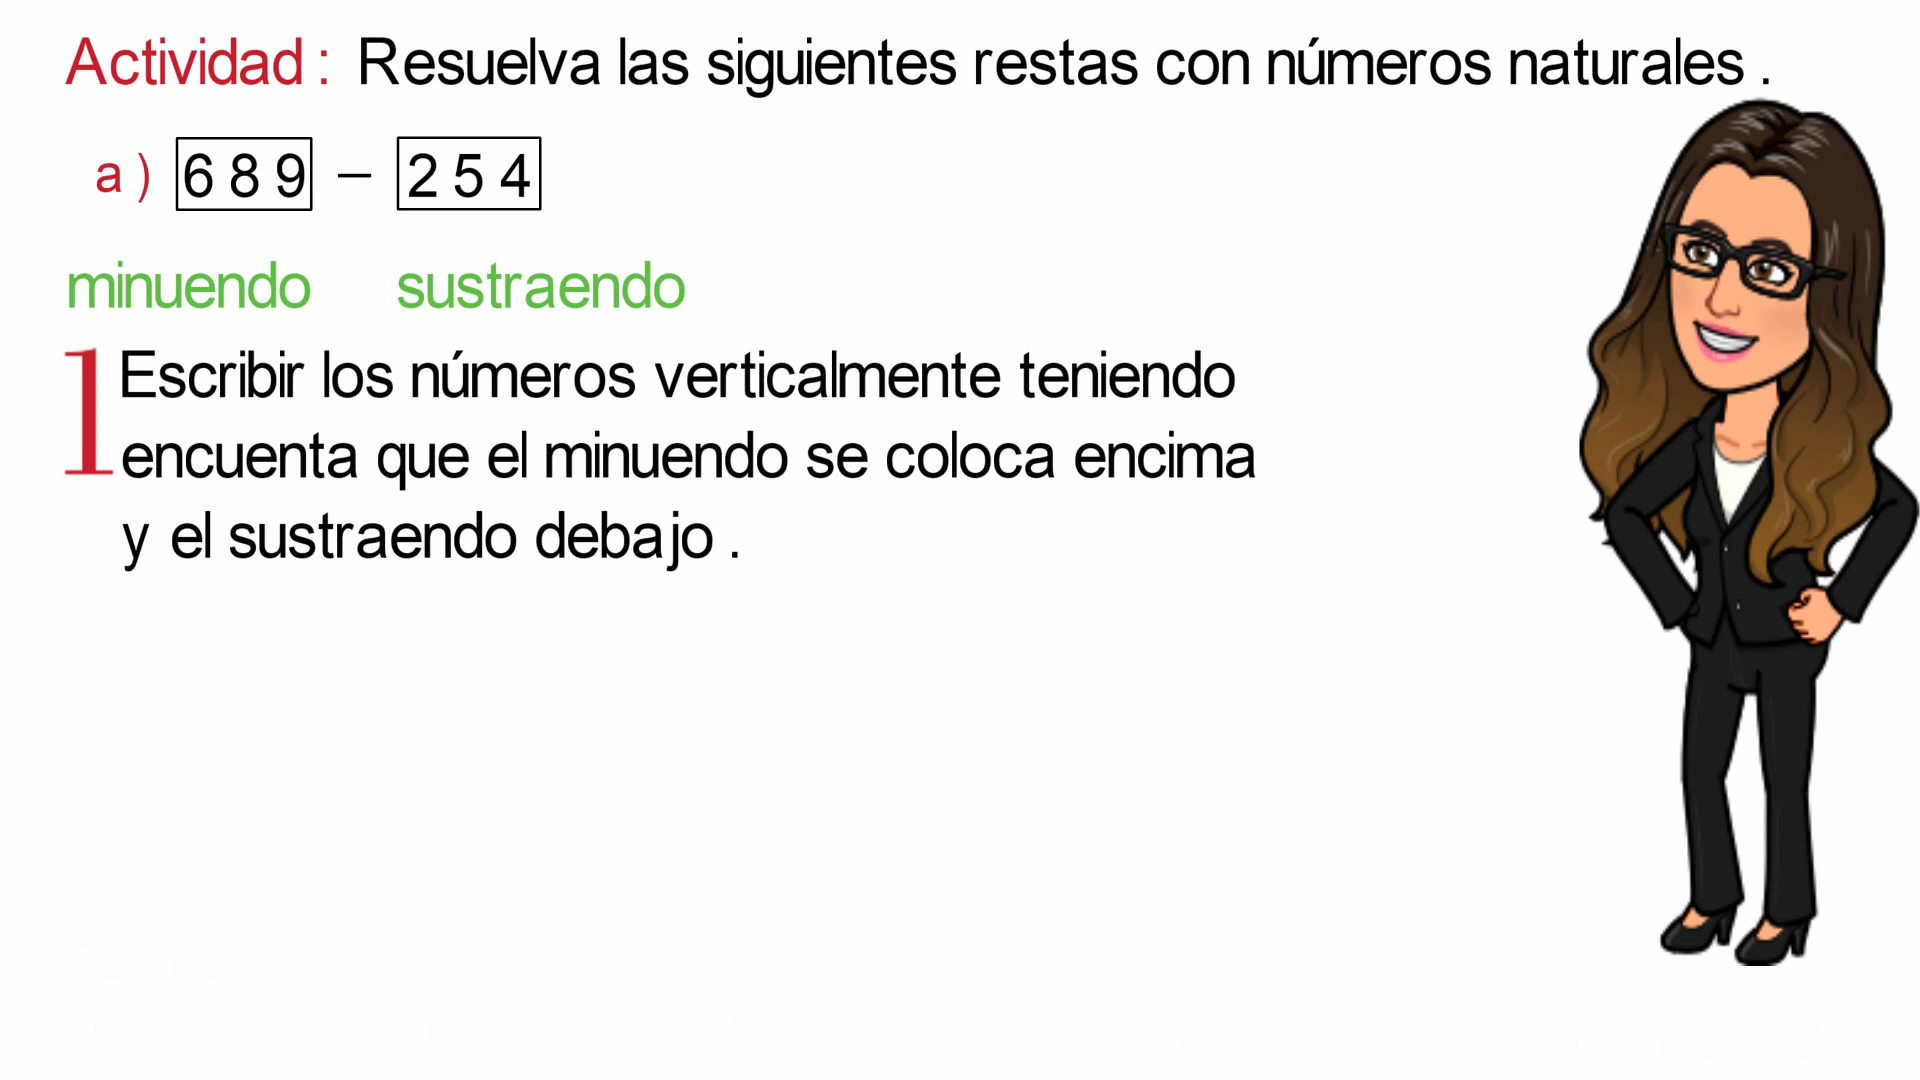 Actividad : Resuelva las siguientes restas con números naturales .
a ) 6 8 9 – 2 5 4
minuendo sustraendo
1 Escribir los números verticalmente teniendo
encuenta que el minuendo se coloca encima
y el sustraendo debajo .